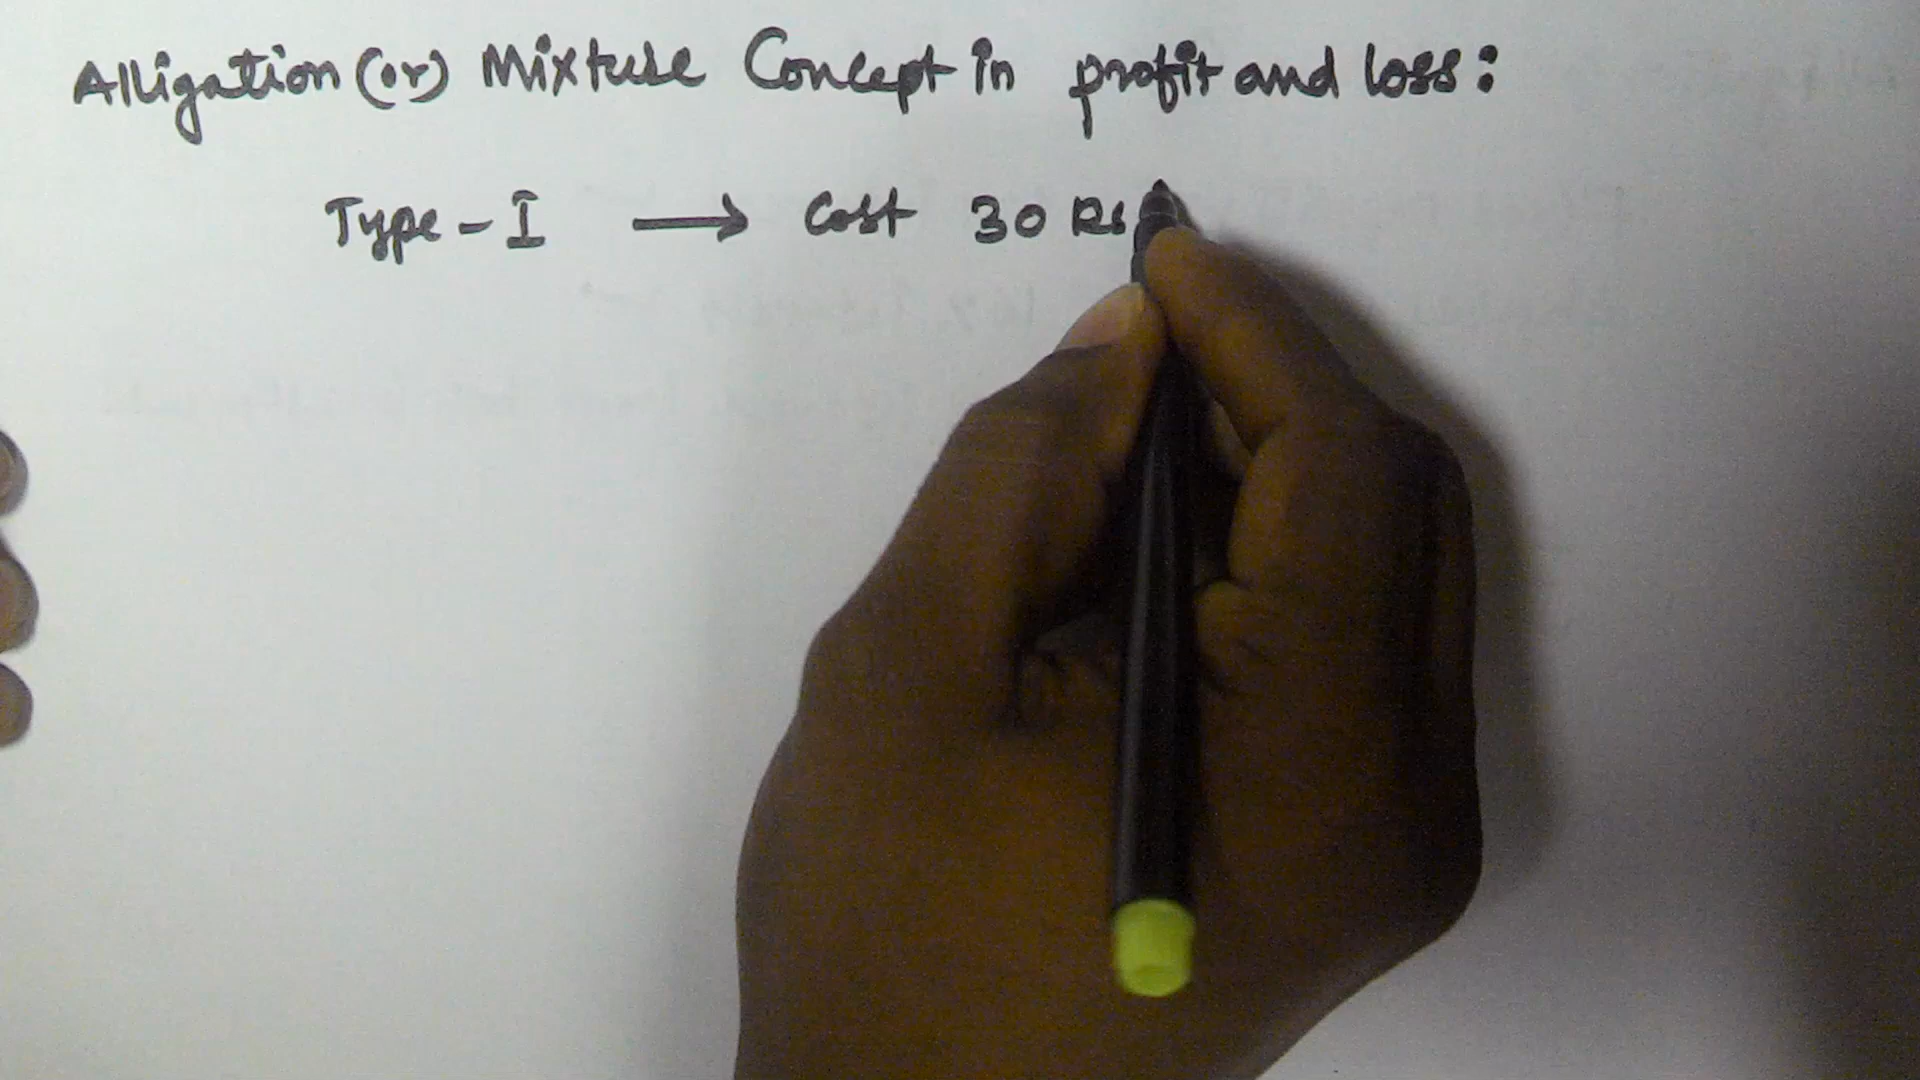 Alligation (or) Mixture Concept in profit and loss:
Type - I → Cost 30 Rs